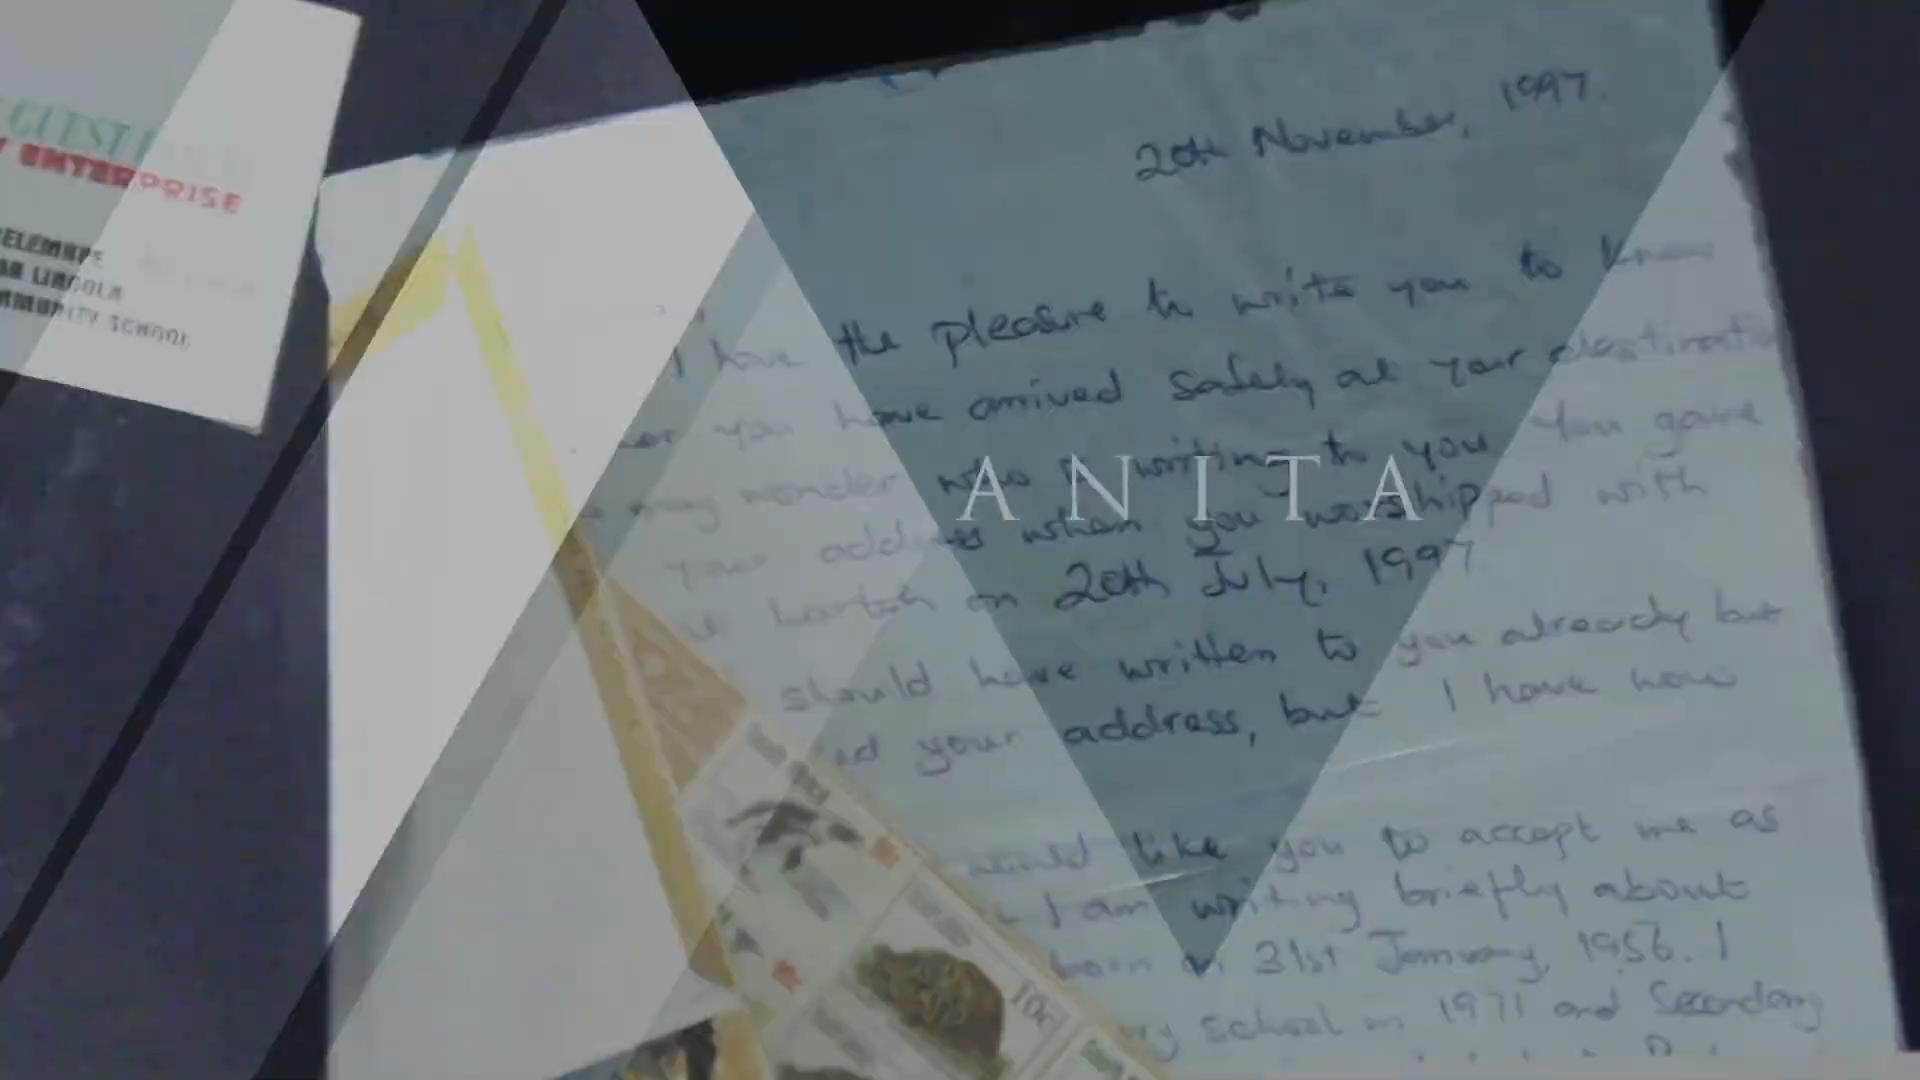 ENTERPRISE
COMMUNITY SCHOOL
20th November, 1997.
I have the pleasure to write you to know
you have arrived safely at your destination
may wonder who is writing to you. You gave
your address when you worshipped with
on 20th July, 1997.
ANITA
should have written to you already but
your address, but I have now
would like you to accept me as
I am writing briefly about
born on 31st January, 1956. I
school in 1971 and Secondary
10c